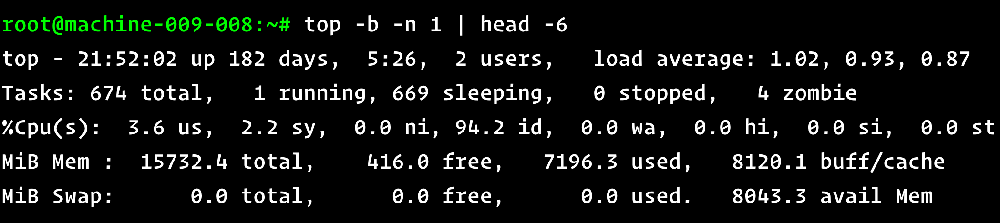 root@machine-009-008:~# top -b -n 1 | head -6
top - 21:52:02 up 182 days,  5:26,  2 users,   load average: 1.02, 0.93, 0.87
Tasks: 674 total,   1 running, 669 sleeping,   0 stopped,   4 zombie
%Cpu(s):  3.6 us,  2.2 sy,  0.0 ni, 94.2 id,  0.0 wa,  0.0 hi,  0.0 si,  0.0 st
MiB Mem :  15732.4 total,    416.0 free,   7196.3 used,   8120.1 buff/cache
MiB Swap:      0.0 total,      0.0 free,      0.0 used.   8043.3 avail Mem